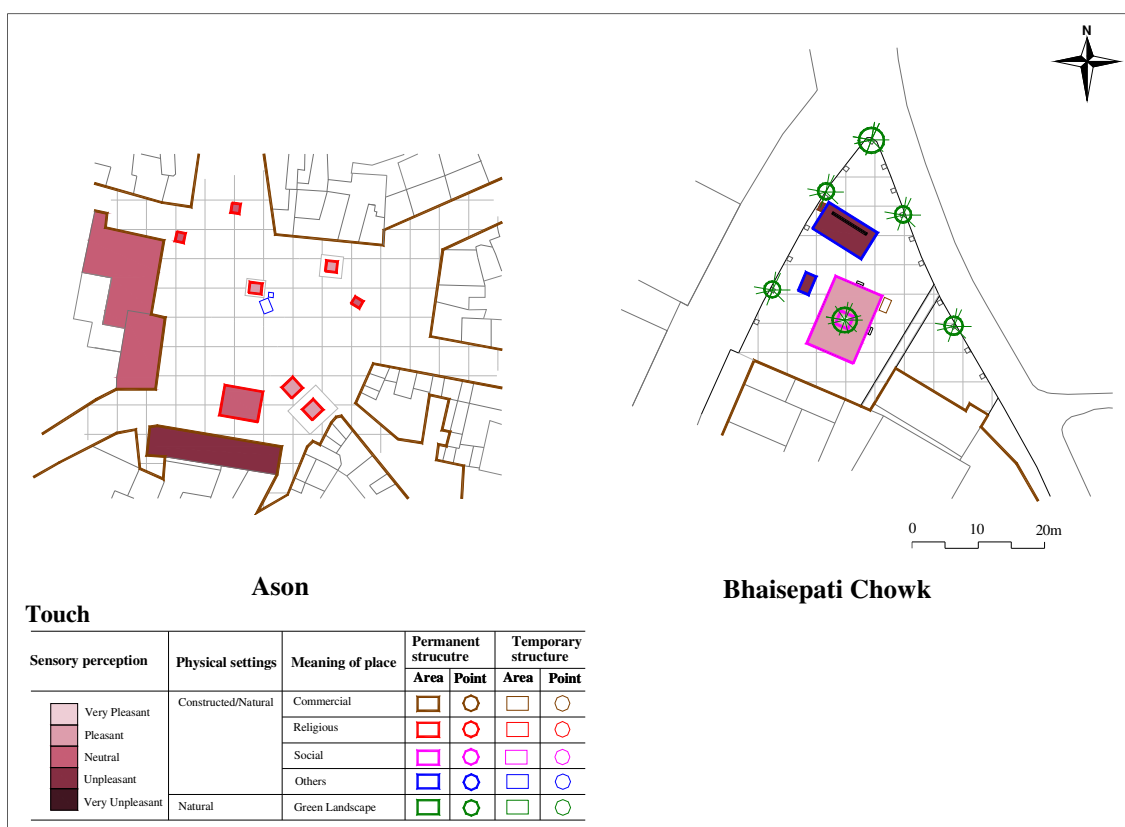 N
0 10 20m
Ason
Bhaisepati Chowk
Touch
Sensory perception
Physical settings
Meaning of place
Permanent
strucutre
Temporary
structure
Area
Point
Area
Point
Very Pleasant
Pleasant
Neutral
Unpleasant
Very Unpleasant
Constructed/Natural
Commercial
Religious
Social
Others
Natural
Green Landscape